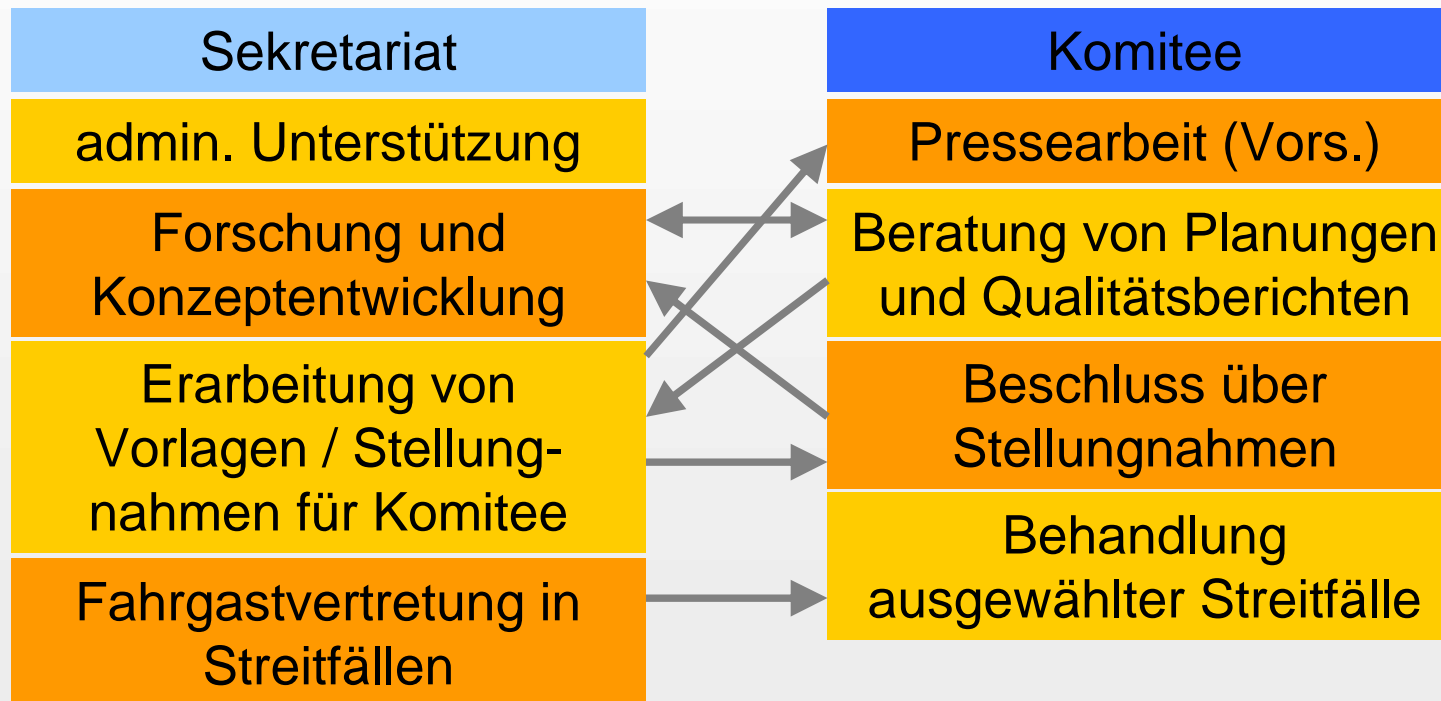 Sekretariat
admin. Unterstützung
Forschung und
Konzeptentwicklung
Erarbeitung von
Vorlagen / Stellung-
nahmen für Komitee
Fahrgastvertretung in
Streitfällen
Komitee
Pressearbeit (Vors.)
Beratung von Planungen
und Qualitätsberichten
Beschluss über
Stellungnahmen
Behandlung
ausgewählter Streitfälle